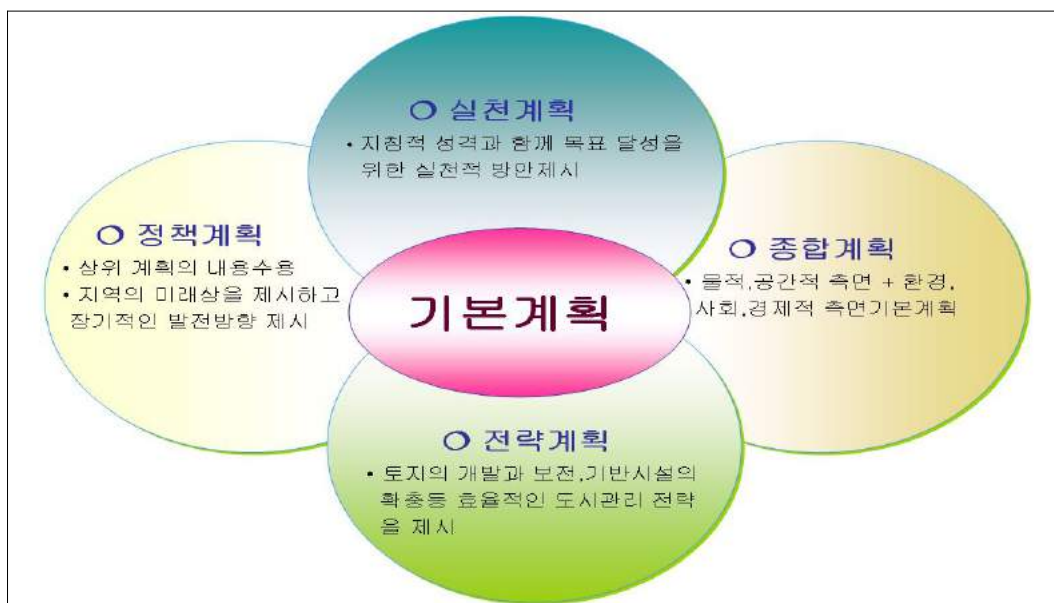 ○ 실천계획
• 지침적 성격과 함께 목표 달성을
위한 실천적 방만제시
○ 정책계획
• 상위 계획의 내용수용
• 지역의 미래상을 제시하고
장기적인 발전방향 제시
기본계획
○ 종합계획
• 물적,공간적 측면 + 환경,
사회,경제적 측면기본계획
○ 전략계획
• 토지의 개발과 보전,기반시설의
확충등 효율적인 도시관리 전략
을 제시